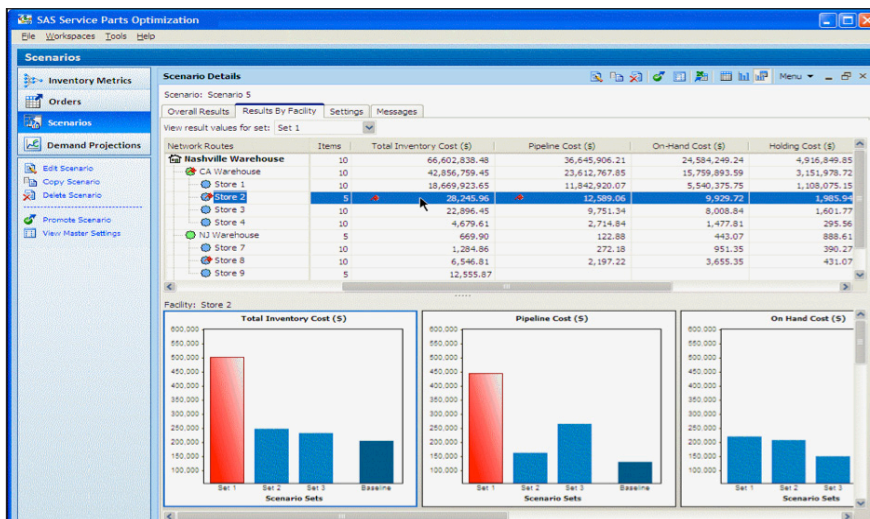 SAS Service Parts Optimization
File Workspaces Tools Help
Scenarios
Inventory Metrics
Orders
Scenarios
Demand Projections
Edit Scenario
Copy Scenario
Delete Scenario
Promote Scenario
View Master Settings
Scenario Details
Menu
Scenario: Scenario 5
Overall Results Results By Facility Settings Messages
View result values for set: Set 1
Network Routes Items Total Inventory Cost ($) Pipeline Cost ($) On-Hand Cost ($) Holding Cost ($)
Nashville Warehouse 10 66,602,838.48 36,645,906.21 24,584,249.24 4,916,849.85
CA Warehouse 10 42,856,759.45 23,612,767.85 15,759,893.59 3,151,978.72
Store 1 10 18,669,923.65 11,842,920.07 5,540,375.75 1,108,075.15
Store 2 5 28,245.96 12,589.06 9,929.72 1,985.94
Store 3 10 22,896.45 9,751.34 8,008.84 1,601.77
Store 4 10 4,679.61 2,714.84 1,477.81 295.56
NJ Warehouse 5 669.90 122.88 443.07 888.61
Store 7 10 1,284.86 272.18 951.35 390.27
Store 8 10 6,546.81 2,197.22 3,655.35 431.07
Store 9 5 12,555.87
Facility: Store 2
Total Inventory Cost ($)
600,000
550,000
500,000
450,000
400,000
350,000
300,000
250,000
200,000
150,000
100,000
Set 1 Set 2 Set 3 Baseline
Scenario Sets
Pipeline Cost ($)
600,000
550,000
500,000
450,000
400,000
350,000
300,000
250,000
200,000
150,000
100,000
Set 1 Set 2 Set 3 Baseline
Scenario Sets
On Hand Cost ($)
600,000
550,000
500,000
450,000
400,000
350,000
300,000
250,000
200,000
150,000
100,000
Set 1 Set 2 Set 3
Scenario Sets